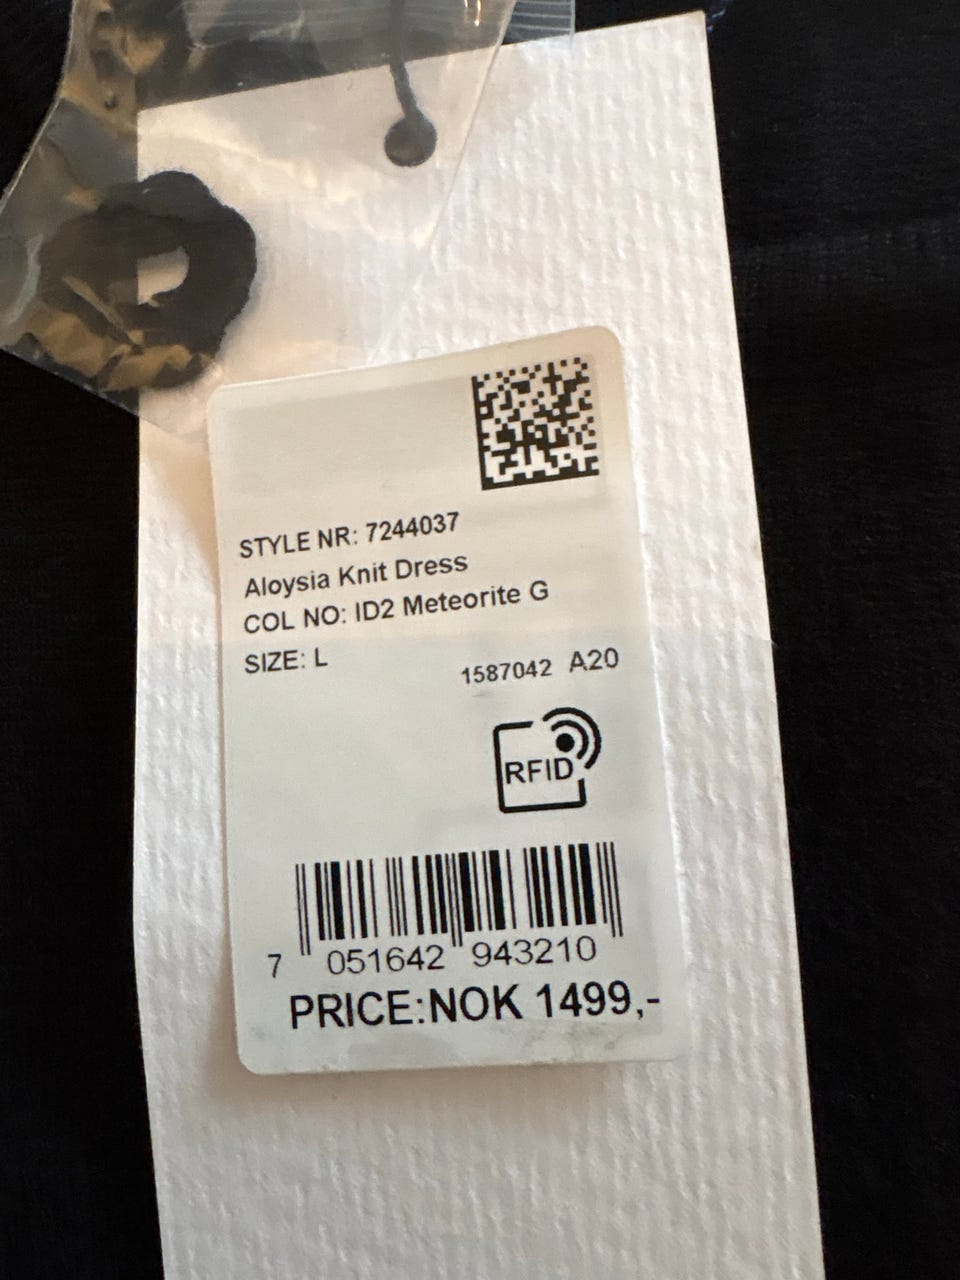 STYLE NR: 7244037
Aloysia Knit Dress
COL NO: ID2 Meteorite G
SIZE: L
1587042 A20
RFID
7 051642 943210
PRICE:NOK 1499,-